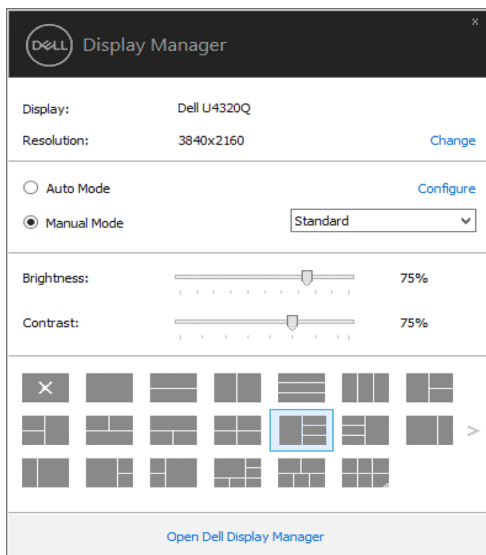 x
DELL Display Manager
Display: Dell U4320Q
Resolution: 3840x2160 Change
Auto Mode Configure
Manual Mode Standard
Brightness: 75%
Contrast: 75%
Open Dell Display Manager